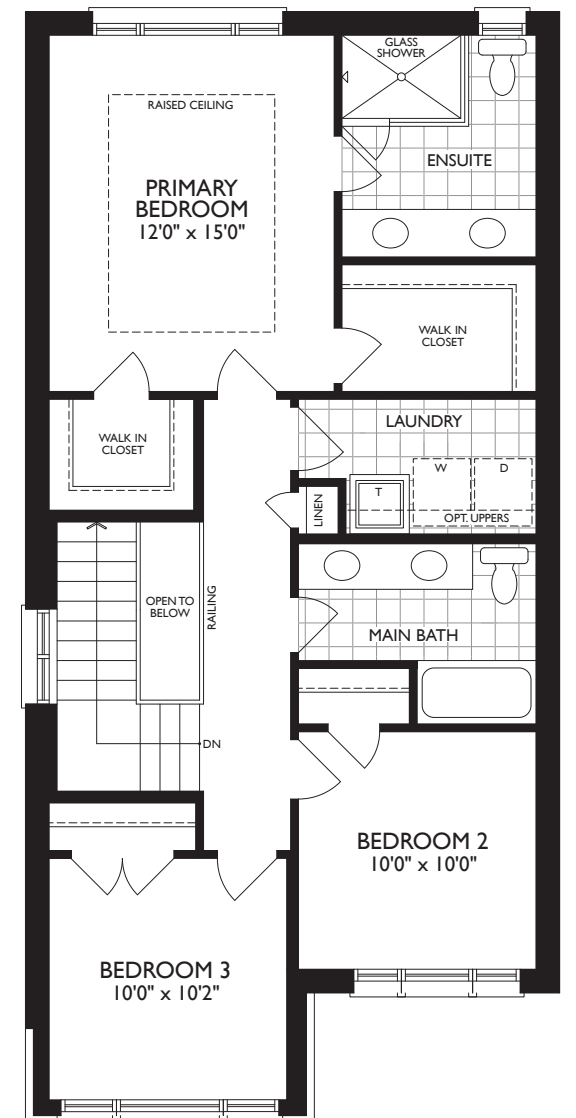 GLASS
SHOWER
RAISED CEILING
ENSUITE
PRIMARY
BEDROOM
12'0" x 15'0"
WALK IN
CLOSET
LAUNDRY
WALK IN
CLOSET
W
D
T
LINEN
OPT. UPPERS
OPEN TO
BELOW
RAILING
MAIN BATH
DN
BEDROOM 2
10'0" x 10'0"
BEDROOM 3
10'0" x 10'2"